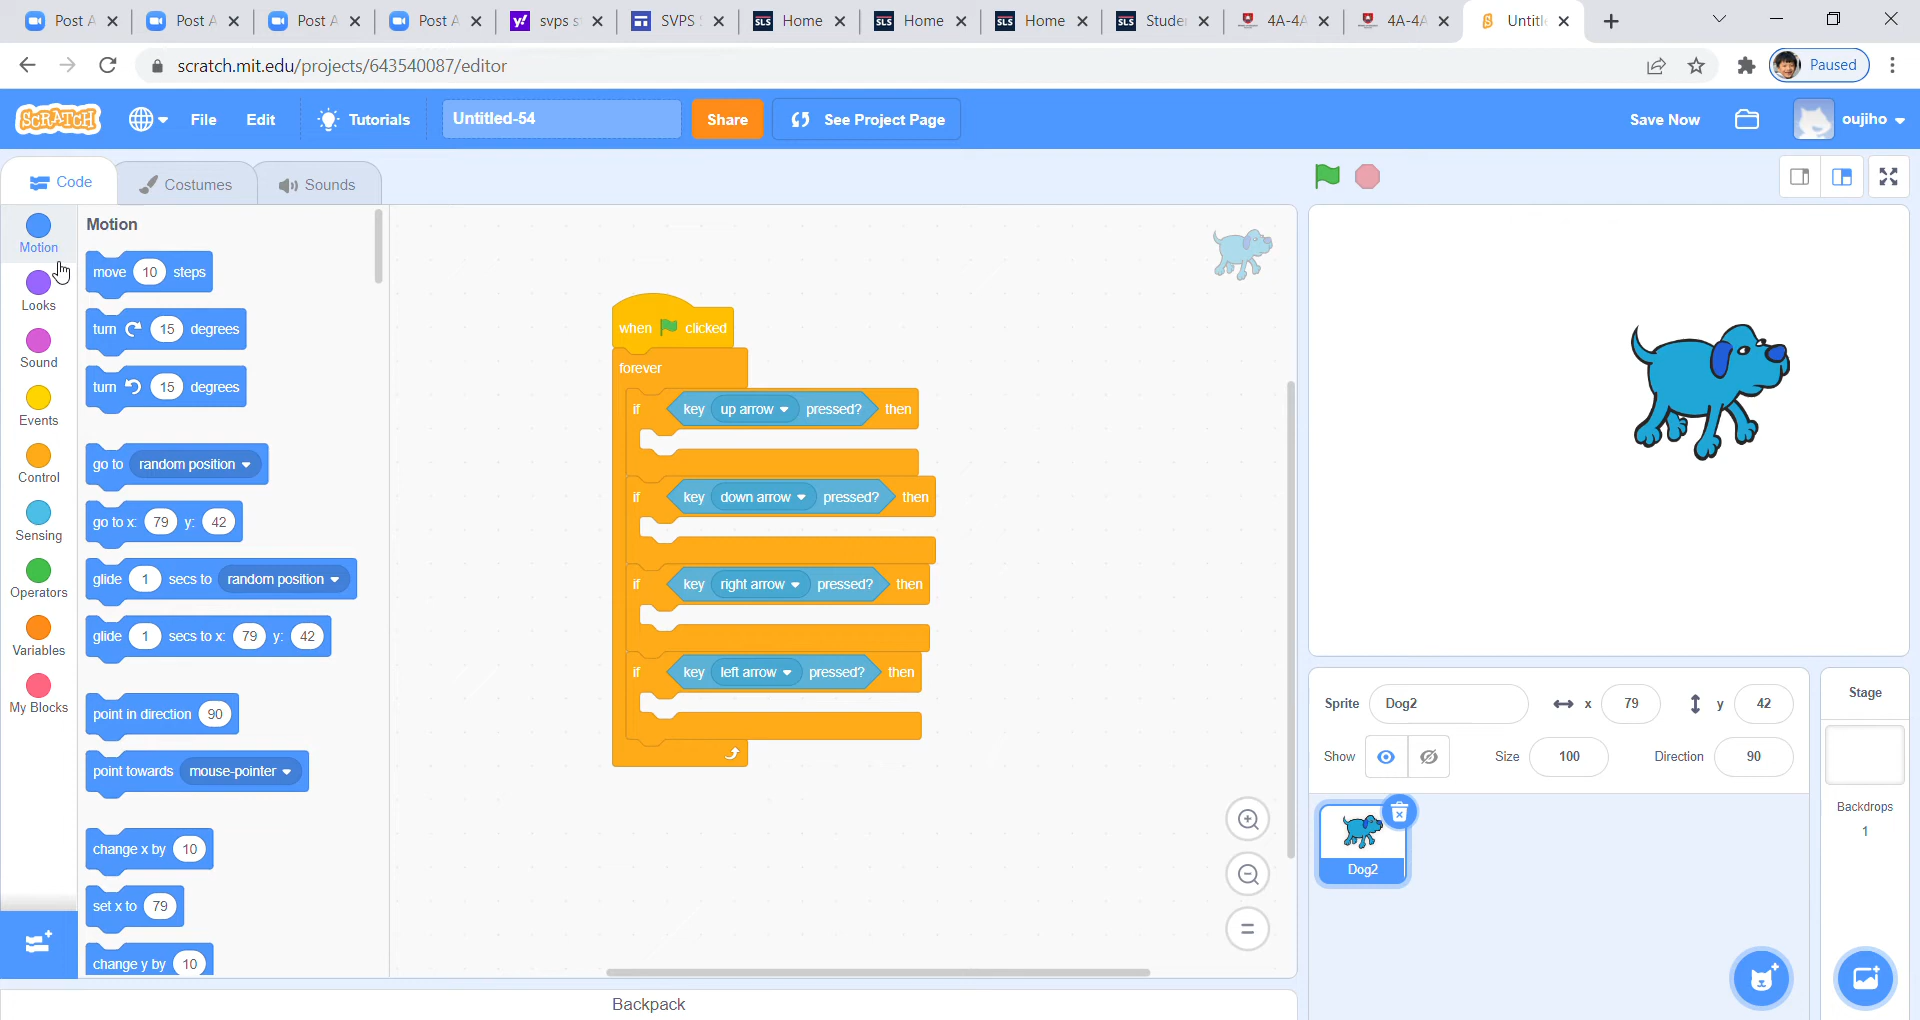 Post A
Post A
Post A
Post A
svps s
SVPS S
Home
Home
Home
Stude
4A-4A
4A-4A
Untitl
scratch.mit.edu/projects/643540087/editor
Paused
SCRATCH
File
Edit
Tutorials
Untitled-54
Share
See Project Page
Save Now
oujiho
Code
Costumes
Sounds
Motion
Looks
Sound
Events
Control
Sensing
Operators
Variables
My Blocks
Motion
move 10 steps
turn 15 degrees
turn 15 degrees
go to random position
go to x: 79 y: 42
glide 1 secs to random position
glide 1 secs to x: 79 y: 42
point in direction 90
point towards mouse-pointer
change x by 10
set x to 79
change y by 10
when clicked
forever
if key up arrow pressed? then
if key down arrow pressed? then
if key right arrow pressed? then
if key left arrow pressed? then
Backpack
Sprite Dog2 x 79 y 42
Show Size 100 Direction 90
Dog2
Stage
Backdrops
1